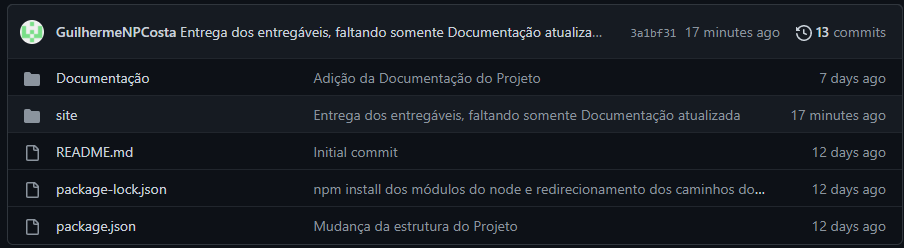 GuilhermeNPCosta Entrega dos entregáveis, faltando somente Documentação atualiza... 3a1bf31 17 minutes ago 13 commits
Documentação Adição da Documentação do Projeto 7 days ago
site Entrega dos entregáveis, faltando somente Documentação atualizada 17 minutes ago
README.md Initial commit 12 days ago
package-lock.json npm install dos módulos do node e redirecionamento dos caminhos do... 12 days ago
package.json Mudança da estrutura do Projeto 12 days ago